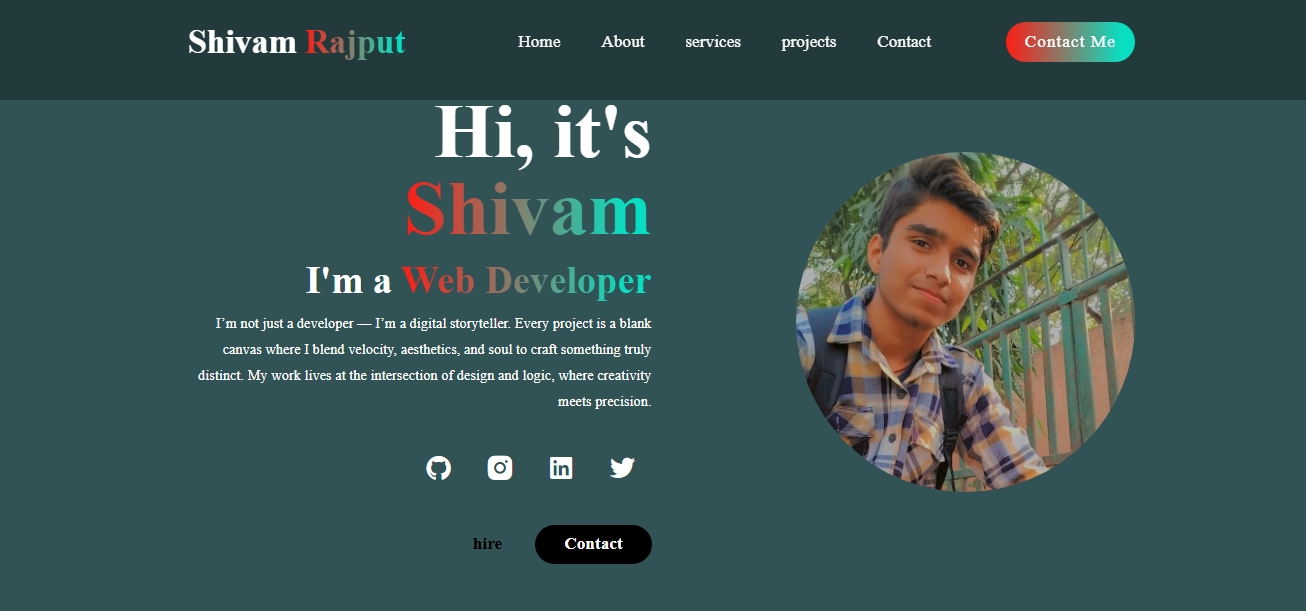 Shivam Rajput
Home
About
services
projects
Contact
Contact Me
Hi, it's
Shivam
I'm a Web Developer
I’m not just a developer — I’m a digital storyteller. Every project is a blank
canvas where I blend velocity, aesthetics, and soul to craft something truly
distinct. My work lives at the intersection of design and logic, where creativity
meets precision.
in
hire
Contact